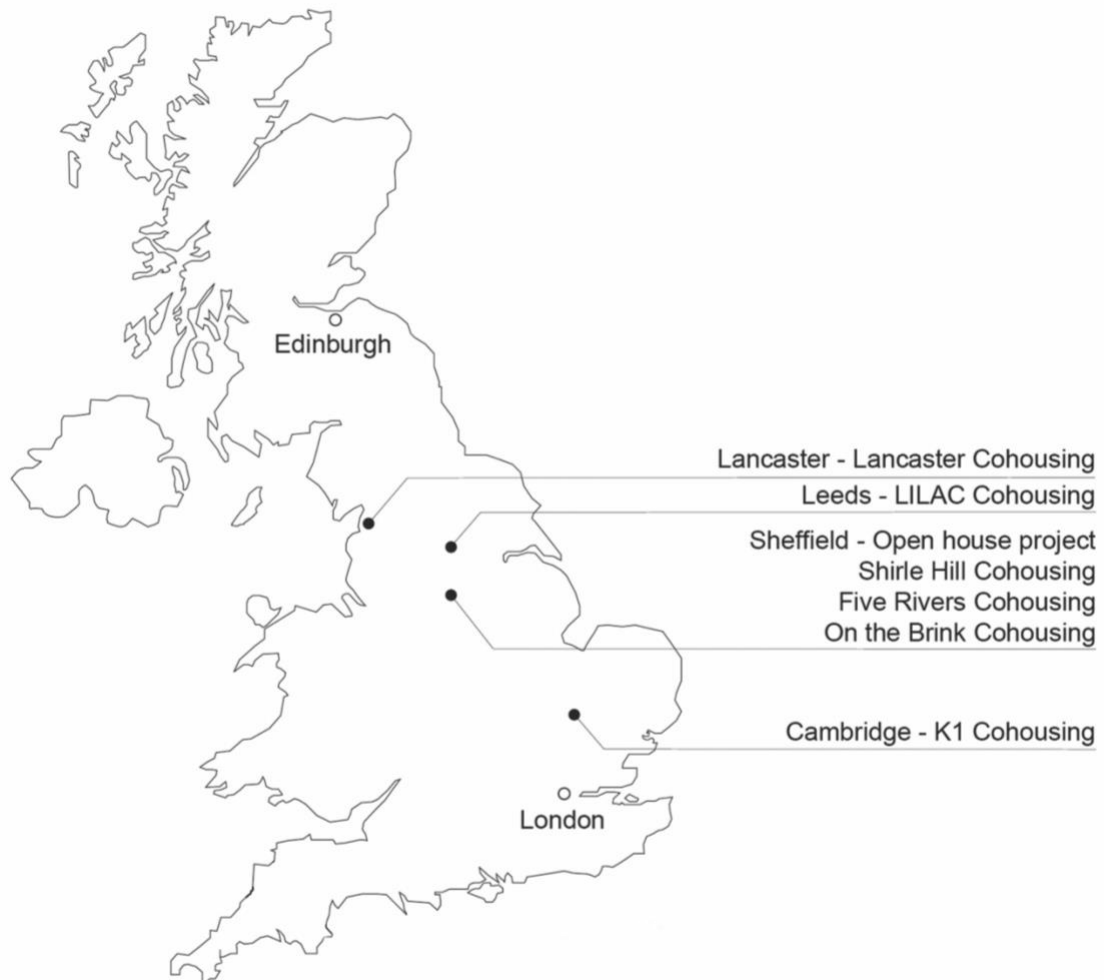 Edinburgh
Lancaster - Lancaster Cohousing
Leeds - LILAC Cohousing
Sheffield - Open house project
Shirle Hill Cohousing
Five Rivers Cohousing
On the Brink Cohousing
Cambridge - K1 Cohousing
London